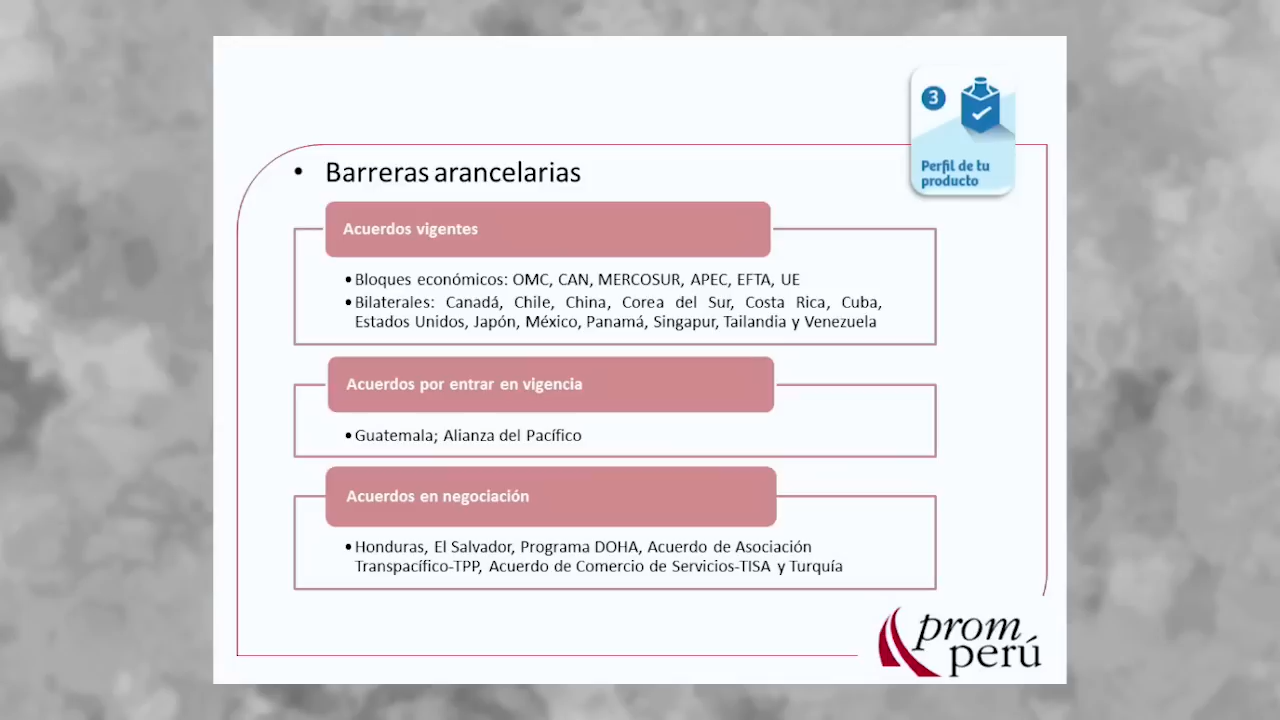 3
Perfil de tu
producto
• Barreras arancelarias
Acuerdos vigentes
•Bloques económicos: OMC, CAN, MERCOSUR, APEC, EFTA, UE
•Bilaterales: Canadá, Chile, China, Corea del Sur, Costa Rica, Cuba,
Estados Unidos, Japón, México, Panamá, Singapur, Tailandia y Venezuela
Acuerdos por entrar en vigencia
•Guatemala; Alianza del Pacífico
Acuerdos en negociación
•Honduras, El Salvador, Programa DOHA, Acuerdo de Asociación
Transpacífico-TPP, Acuerdo de Comercio de Servicios-TISA y Turquía
prom
perú